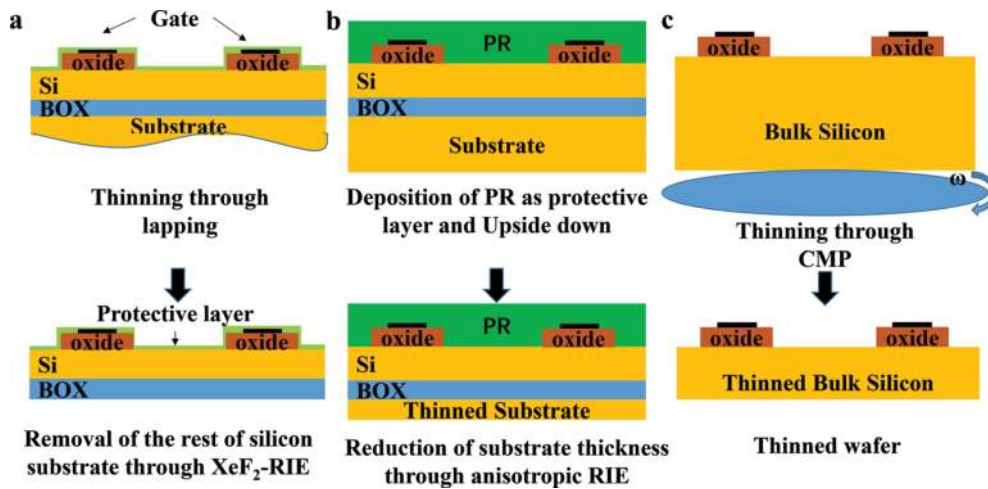 a
Gate
oxide
oxide
Si
BOX
Substrate
Thinning through
lapping
Protective layer
oxide
oxide
Si
BOX
Removal of the rest of silicon
substrate through XeF₂-RIE
b
PR
oxide
oxide
Si
BOX
Substrate
Deposition of PR as protective
layer and Upside down
PR
oxide
oxide
Si
BOX
Thinned Substrate
Reduction of substrate thickness
through anisotropic RIE
c
oxide
oxide
Bulk Silicon
ω
Thinning through
CMP
oxide
oxide
Thinned Bulk Silicon
Thinned wafer